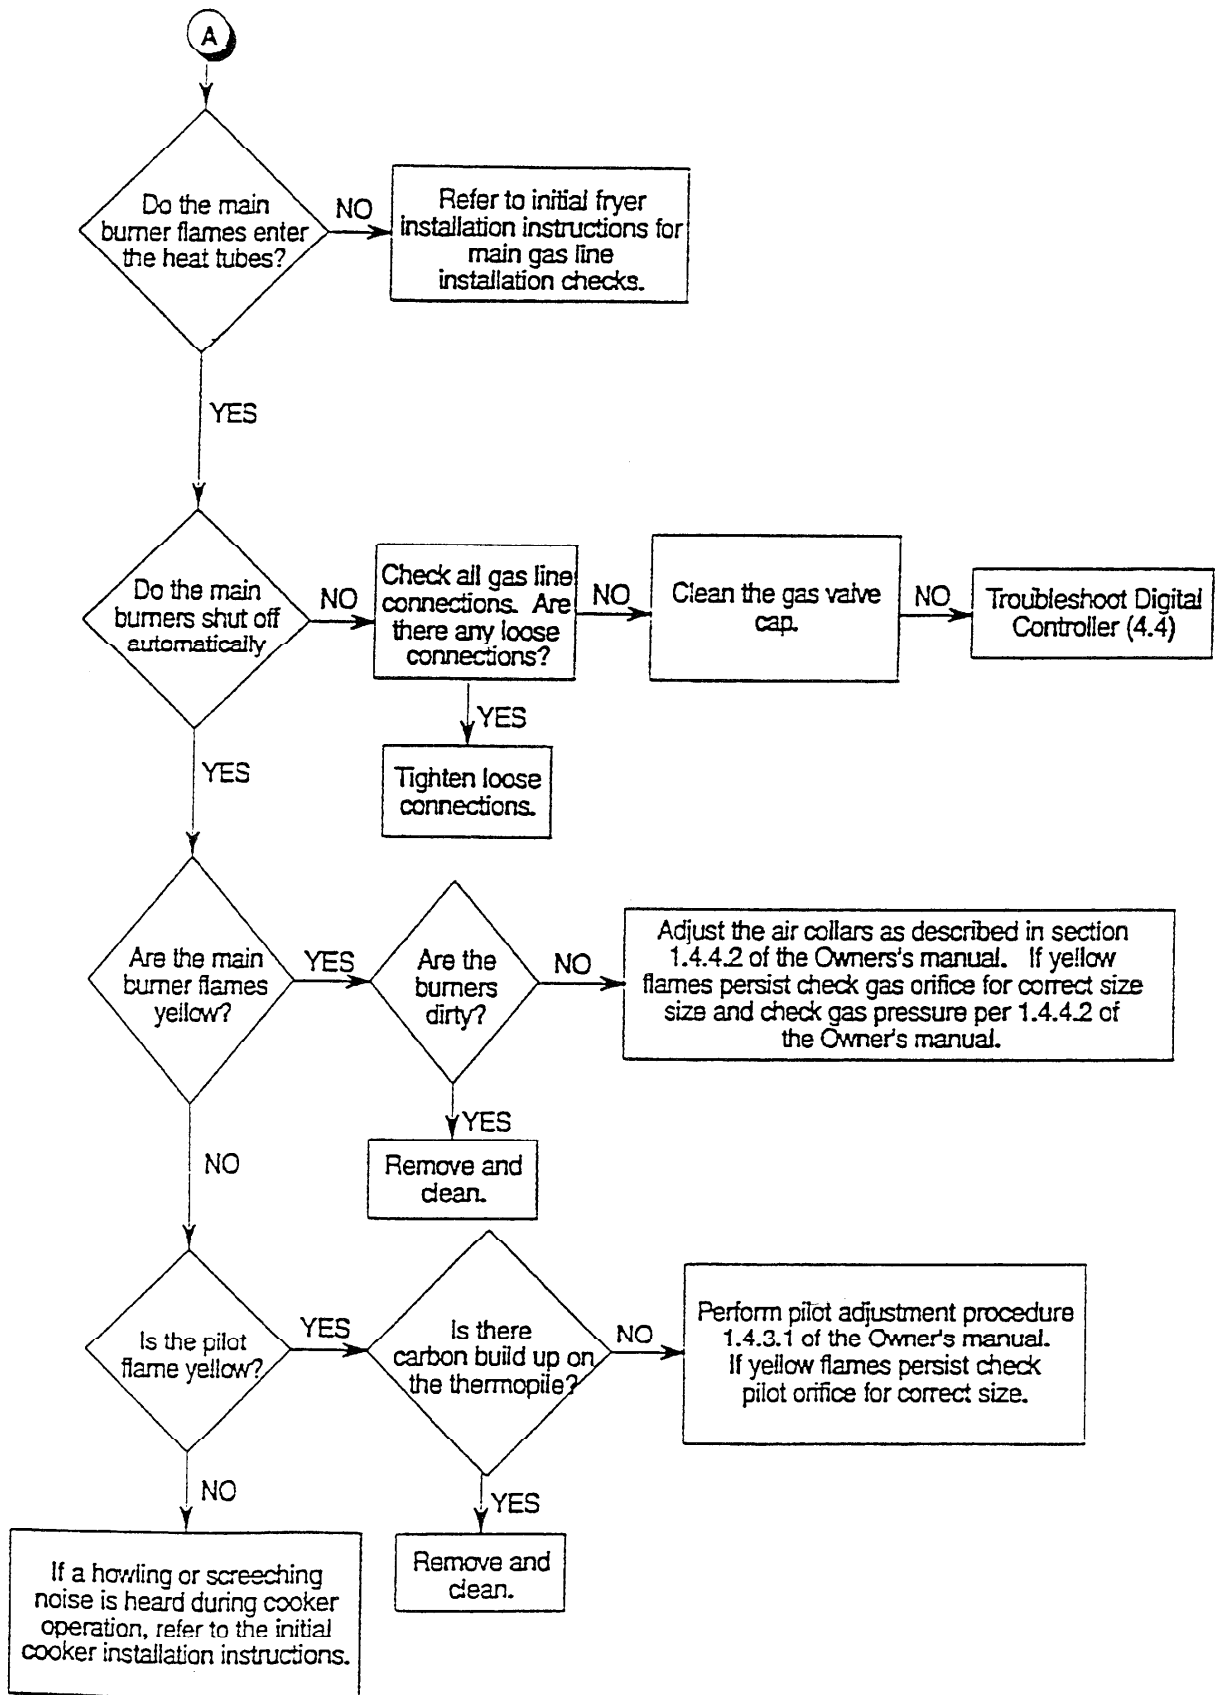 A
Do the main
burner flames enter
the heat tubes?
NO
Refer to initial fryer
installation instructions for
main gas line
installation checks.
YES
Do the main
burners shut off
automatically
NO
Check all gas line
connections. Are
there any loose
connections?
NO
Clean the gas valve
cap.
NO
Troubleshoot Digital
Controller (4.4)
YES
Tighten loose
connections.
YES
Are the main
burner flames
yellow?
YES
Are the
burners
dirty?
NO
Adjust the air collars as described in section
1.4.4.2 of the Owners's manual. If yellow
flames persist check gas orifice for correct size
size and check gas pressure per 1.4.4.2 of
the Owner's manual.
YES
Remove and
clean.
NO
Is the pilot
flame yellow?
YES
Is there
carbon build up on
the thermopile?
NO
Perform pilot adjustment procedure
1.4.3.1 of the Owner's manual.
If yellow flames persist check
pilot orifice for correct size.
YES
Remove and
clean.
NO
If a howling or screeching
noise is heard during cooker
operation, refer to the initial
cooker installation instructions.